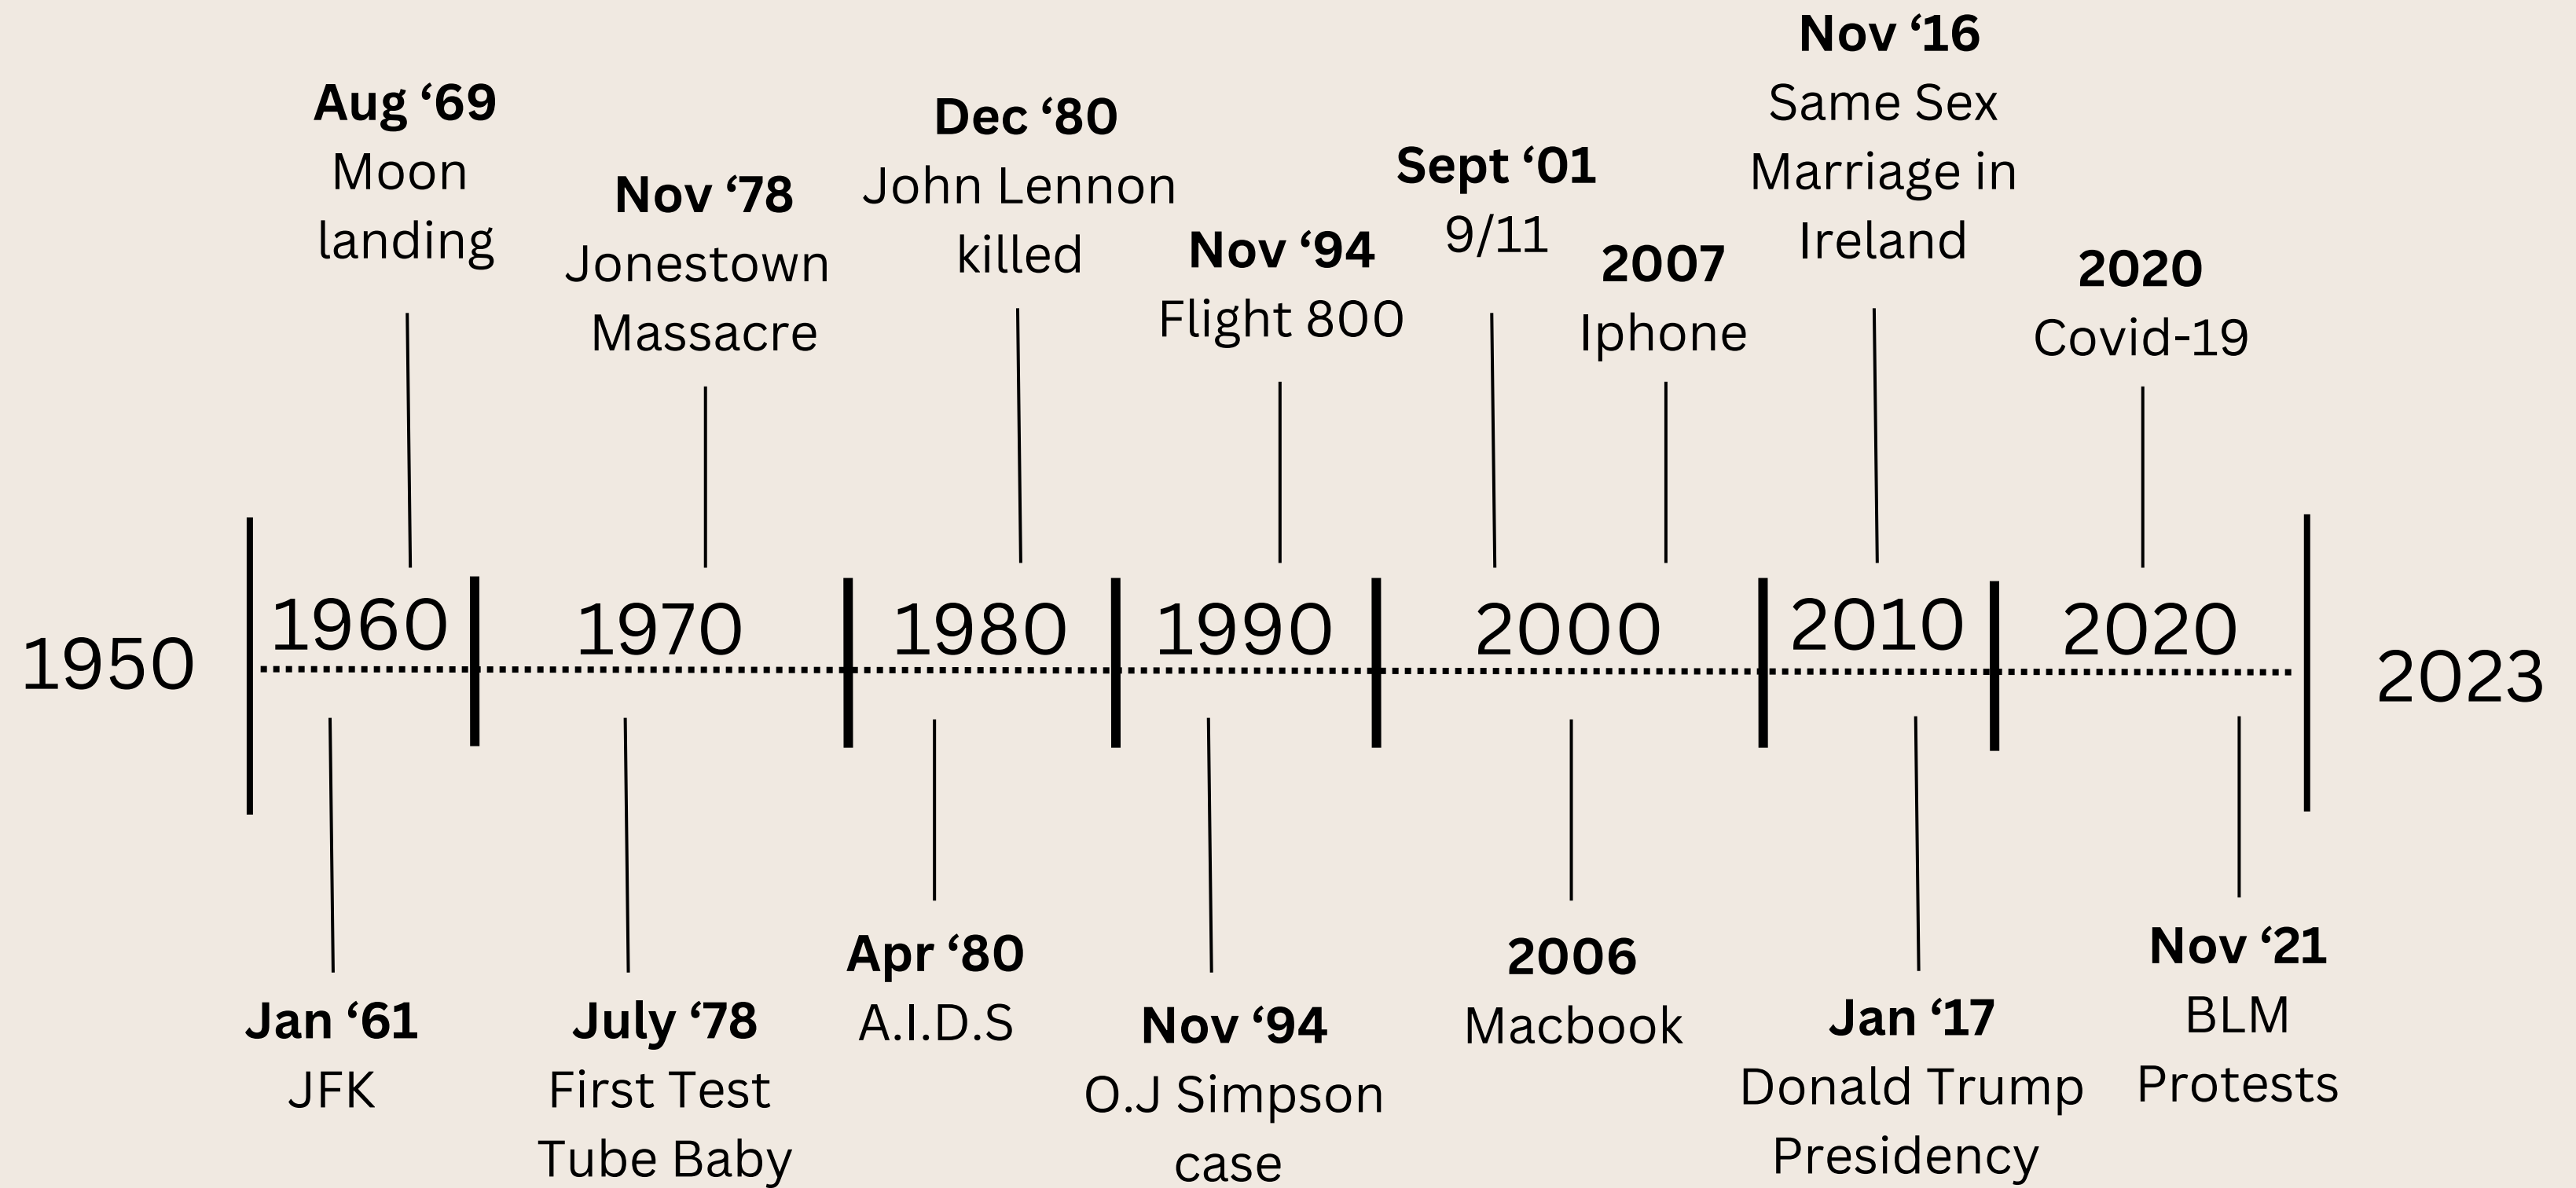 Aug ‘69
Moon
landing
Nov ‘78
Jonestown
Massacre
Dec ‘80
John Lennon
killed
Nov ‘94
Flight 800
Sept ‘01
9/11
2007
Iphone
Nov ‘16
Same Sex
Marriage in
Ireland
2020
Covid-19
1950
1960
1970
1980
1990
2000
2010
2020
2023
Jan ‘61
JFK
July ‘78
First Test
Tube Baby
Apr ‘80
A.I.D.S
Nov ‘94
O.J Simpson
case
2006
Macbook
Jan ‘17
Donald Trump
Presidency
Nov ‘21
BLM
Protests